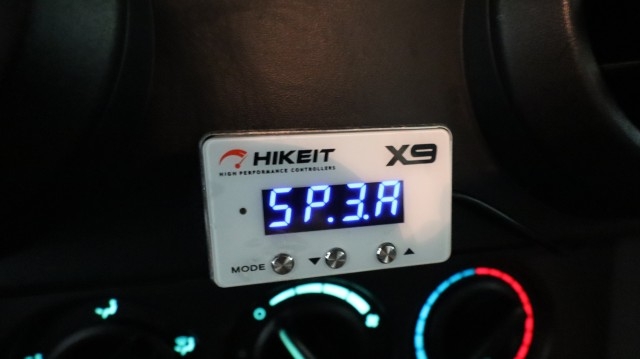 HIKEIT X9
HIGH PERFORMANCE CONTROLLERS
SP.3.A
MODE